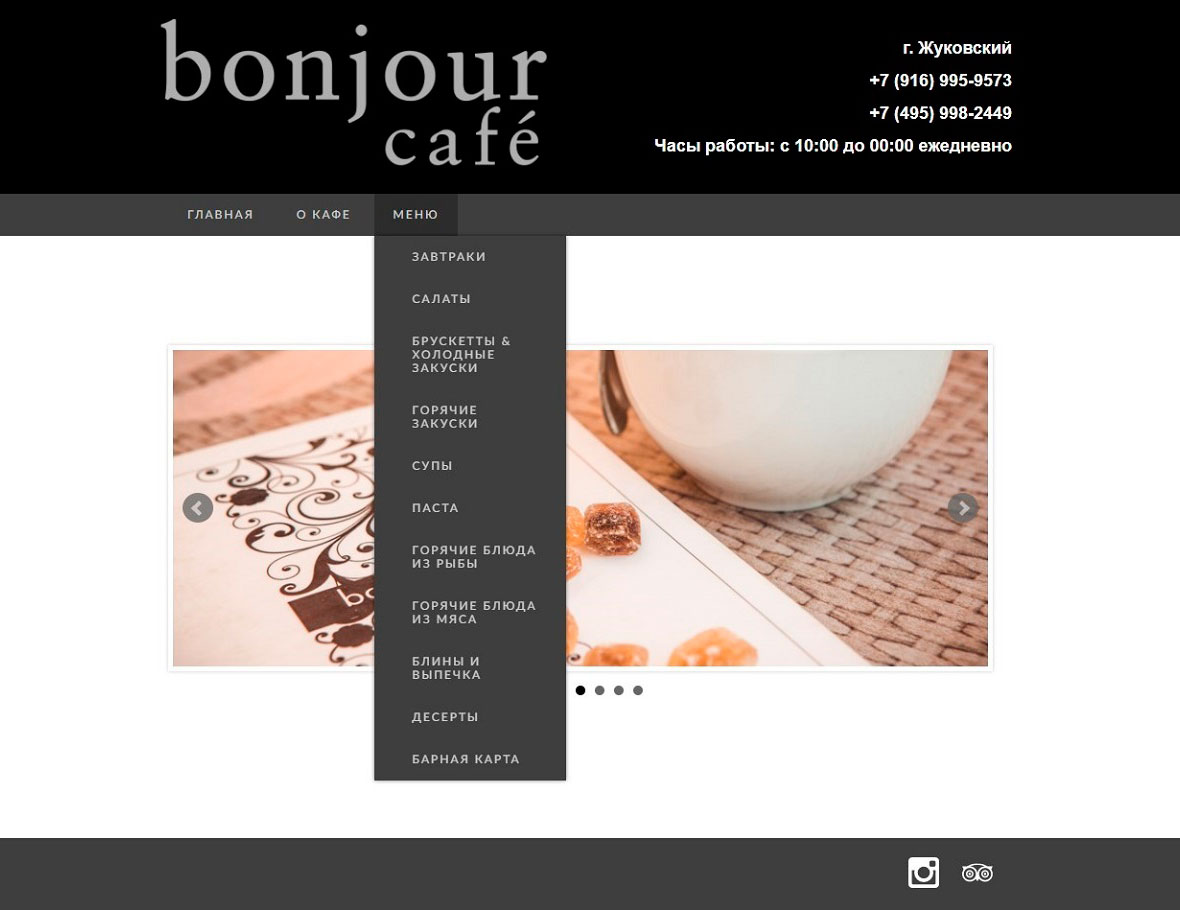 bonjour
café
г. Жуковский
+7 (916) 995-9573
+7 (495) 998-2449
Часы работы: с 10:00 до 00:00 ежедневно
ГЛАВНАЯ
О КАФЕ
МЕНЮ
ЗАВТРАКИ
САЛАТЫ
БРУСКЕТТЫ &
ХОЛОДНЫЕ
ЗАКУСКИ
ГОРЯЧИЕ
ЗАКУСКИ
СУПЫ
ПАСТА
ГОРЯЧИЕ БЛЮДА
ИЗ РЫБЫ
ГОРЯЧИЕ БЛЮДА
ИЗ МЯСА
БЛИНЫ И
ВЫПЕЧКА
ДЕСЕРТЫ
БАРНАЯ КАРТА